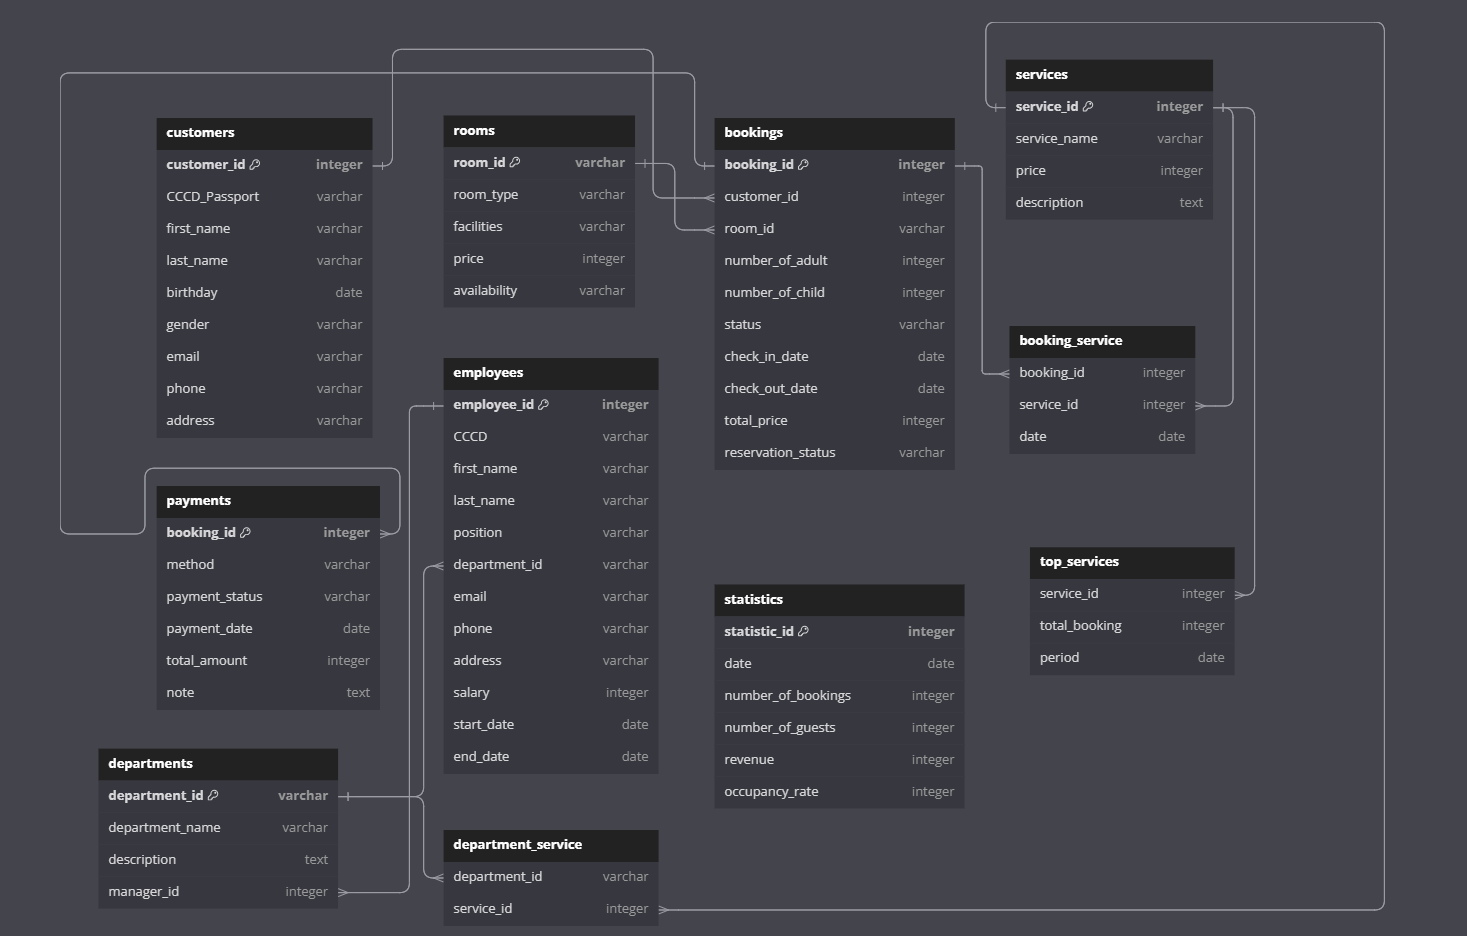 customers
customer_id integer
CCCD_Passport varchar
first_name varchar
last_name varchar
birthday date
gender varchar
email varchar
phone varchar
address varchar
rooms
room_id varchar
room_type varchar
facilities varchar
price integer
availability varchar
bookings
booking_id integer
customer_id integer
room_id varchar
number_of_adult integer
number_of_child integer
status varchar
check_in_date date
check_out_date date
total_price integer
reservation_status varchar
services
service_id integer
service_name varchar
price integer
description text
booking_service
booking_id integer
service_id integer
date date
employees
employee_id integer
CCCD varchar
first_name varchar
last_name varchar
position varchar
department_id varchar
email varchar
phone varchar
address varchar
salary integer
start_date date
end_date date
payments
booking_id integer
method varchar
payment_status varchar
payment_date date
total_amount integer
note text
statistics
statistic_id integer
date date
number_of_bookings integer
number_of_guests integer
revenue integer
occupancy_rate integer
top_services
service_id integer
total_booking integer
period date
departments
department_id varchar
department_name varchar
description text
manager_id integer
department_service
department_id varchar
service_id integer